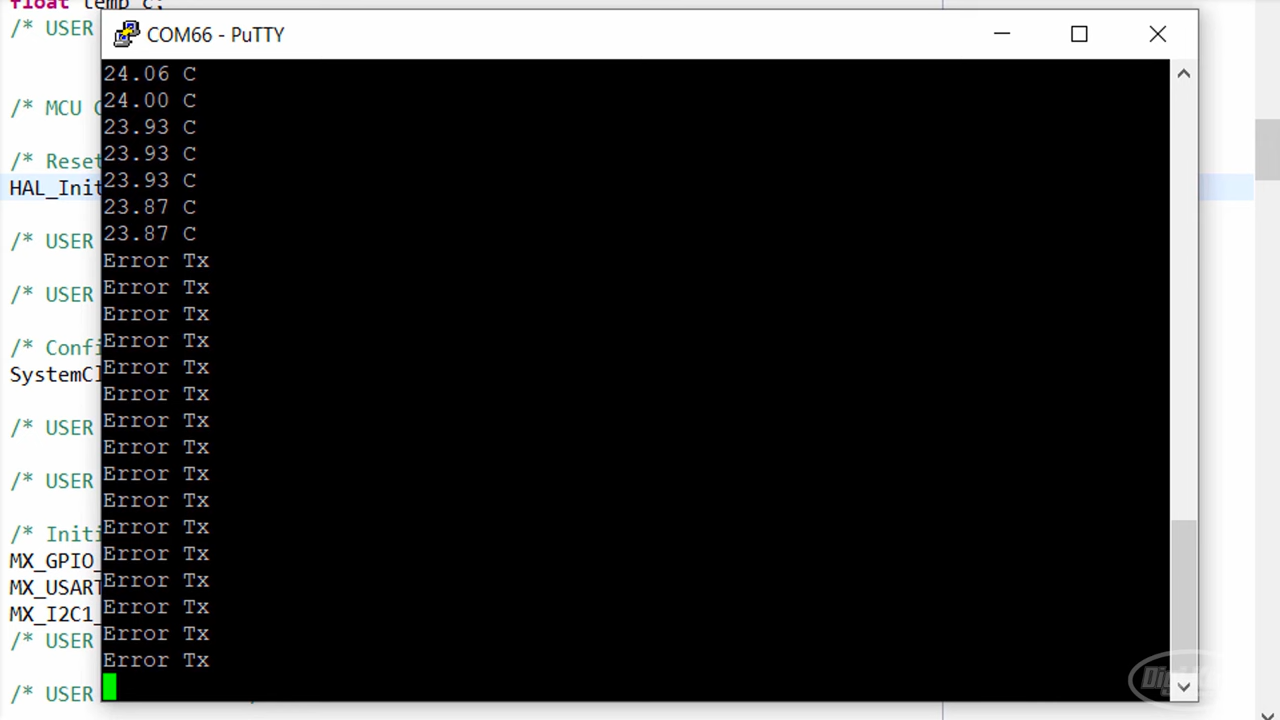 float temp_c;
/* USER
COM66 - PuTTY
24.06 C
24.00 C
/* MCU
23.93 C
/* Reset
23.93 C
HAL_Init
23.93 C
23.87 C
/* USER
23.87 C
Error Tx
/* USER
Error Tx
Error Tx
/* Confi
Error Tx
SystemCl
Error Tx
Error Tx
/* USER
Error Tx
Error Tx
/* USER
Error Tx
Error Tx
/* Initi
Error Tx
MX_GPIO_
Error Tx
MX_USART
Error Tx
MX_I2C1_
Error Tx
/* USER
Error Tx
Error Tx
/* USER